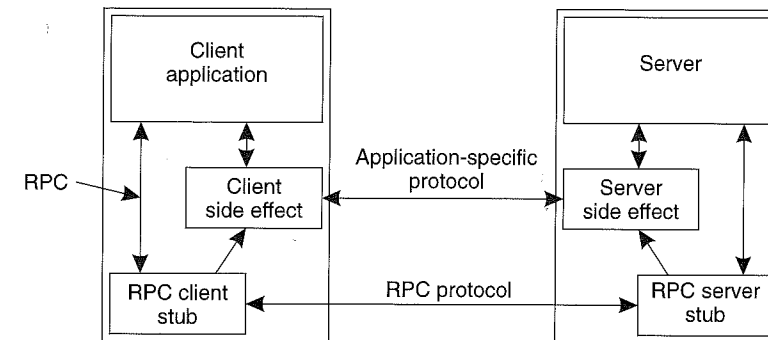 Client
application
Server
Application-specific
protocol
RPC
Client
side effect
Server
side effect
RPC client
stub
RPC protocol
RPC server
stub